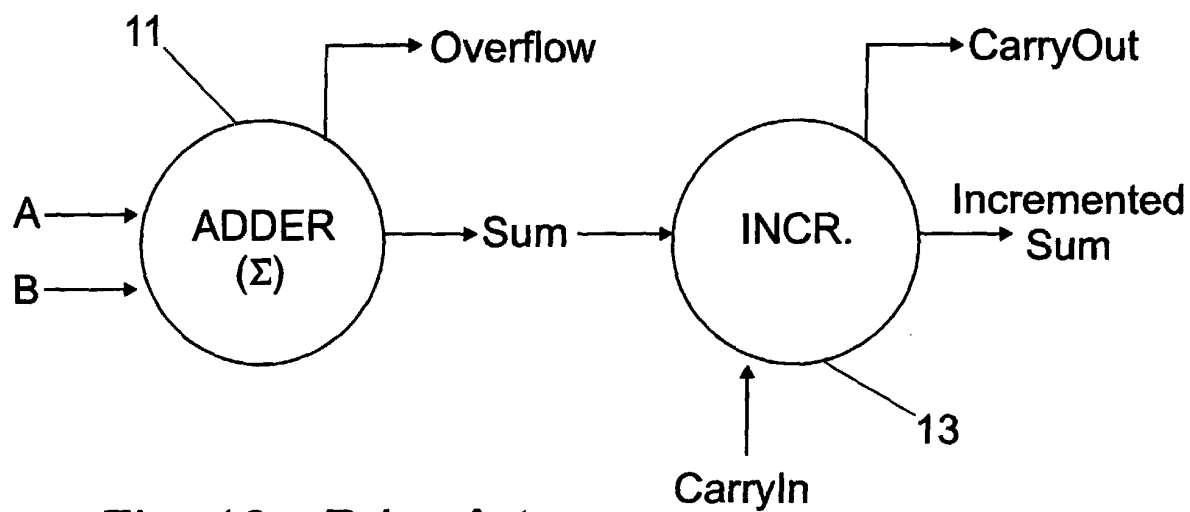 11
Overflow
CarryOut
A
B
ADDER
(Σ)
Sum
INCR.
Incremented
Sum
13
CarryIn